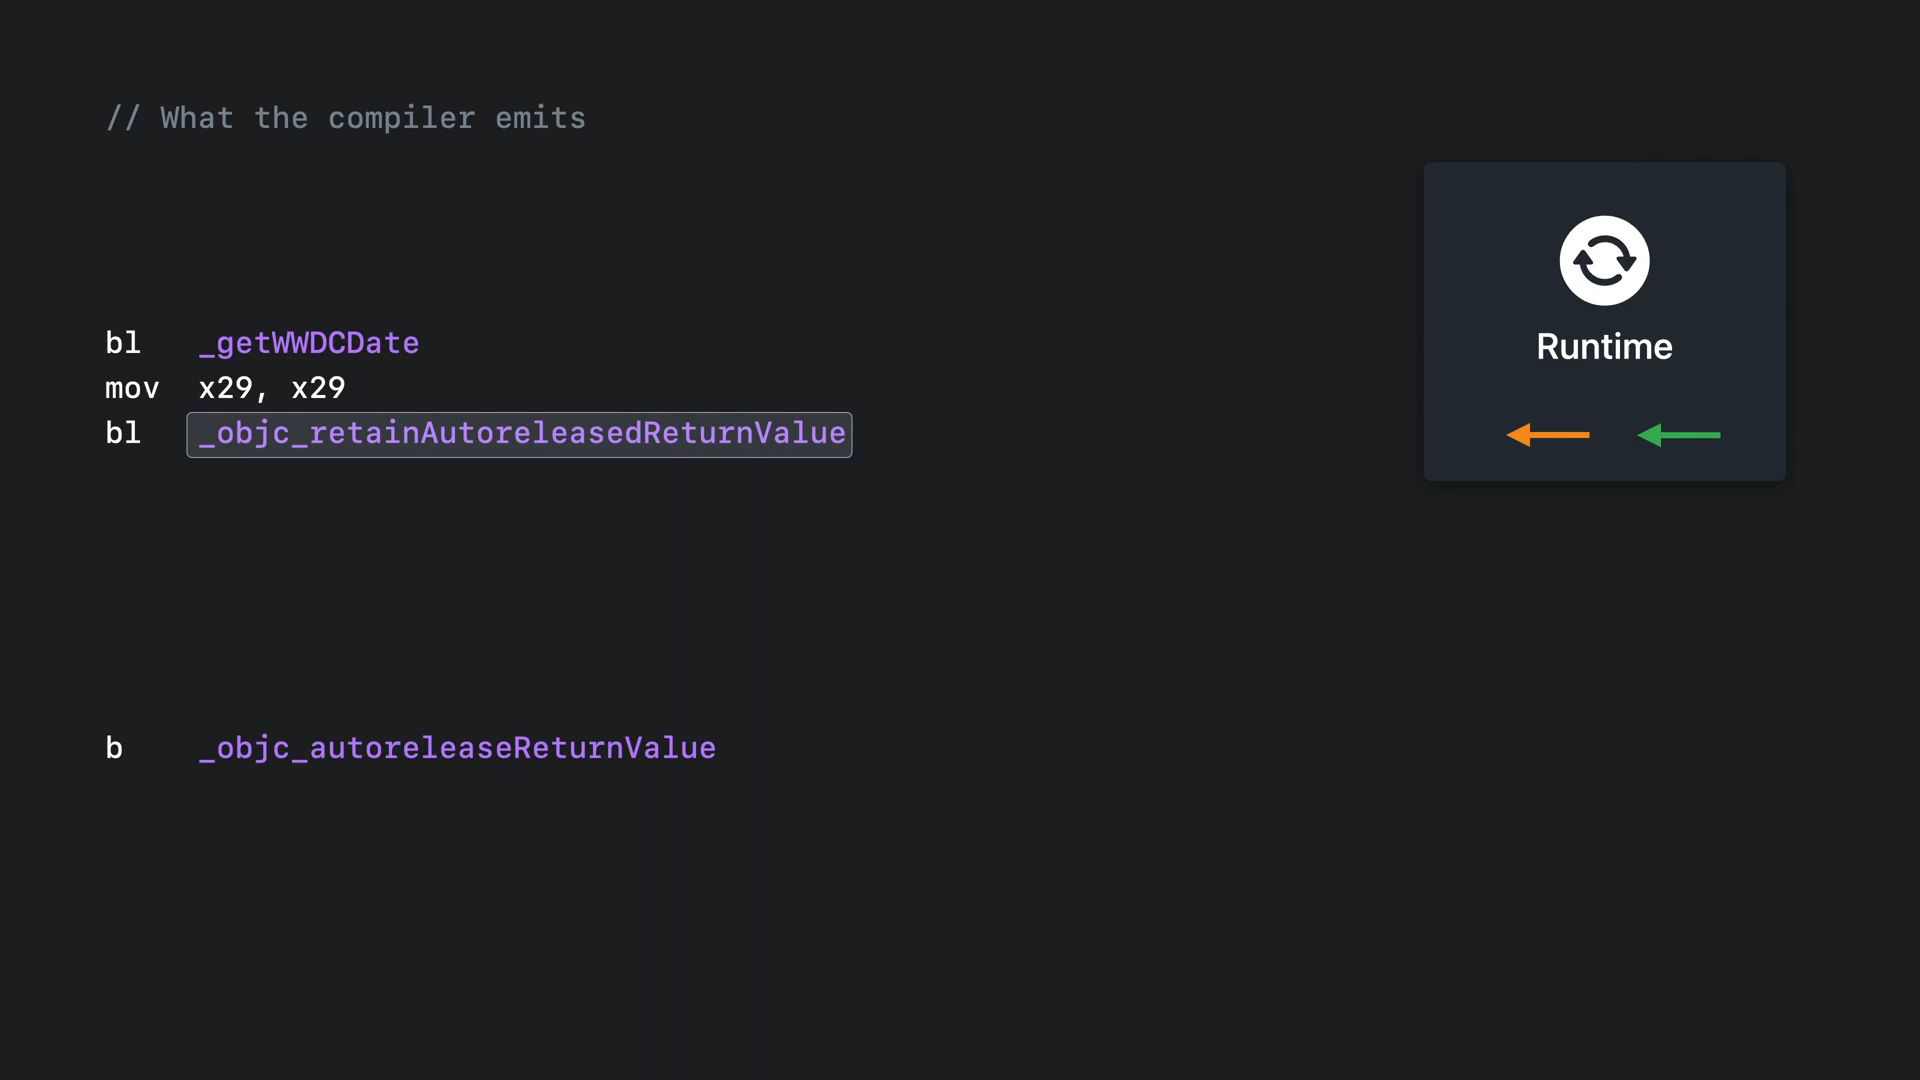 // What the compiler emits
bl _getWWDCDate
mov x29, x29
bl _objc_retainAutoreleasedReturnValue
b _objc_autoreleaseReturnValue
Runtime